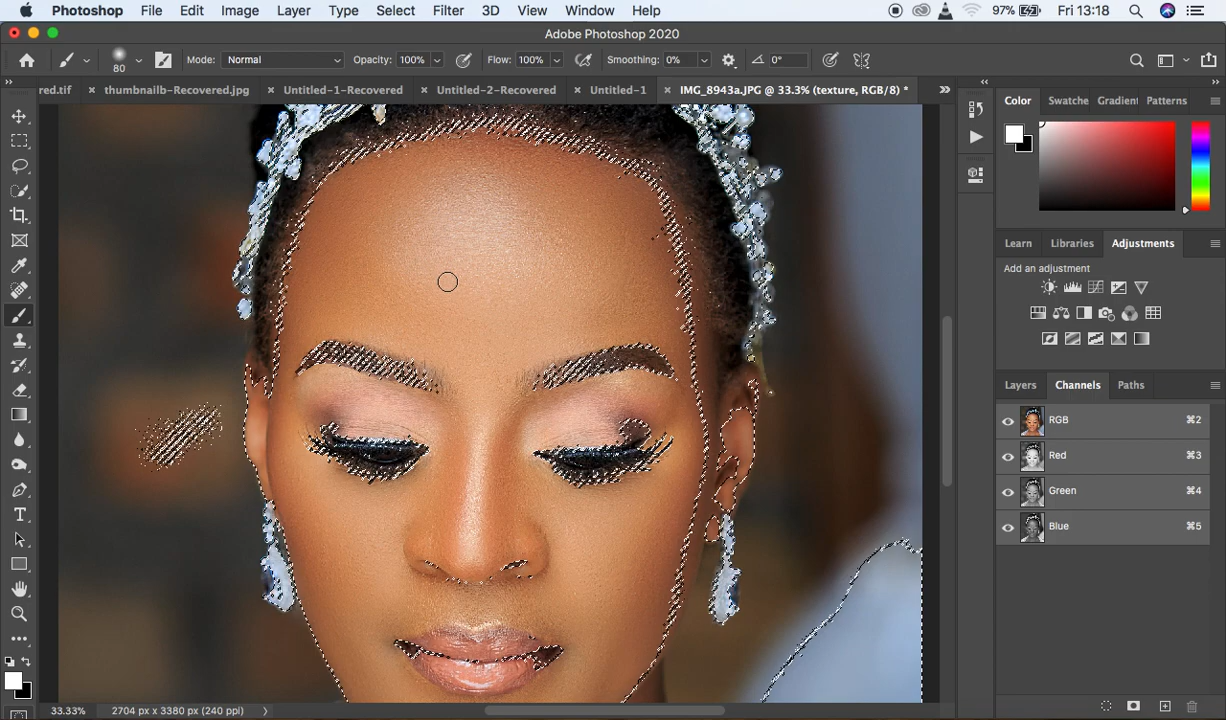 Photoshop File Edit Image Layer Type Select Filter 3D View Window Help 97% Fri 13:18
Adobe Photoshop 2020
80 Mode: Normal Opacity: 100% Flow: 100% Smoothing: 0% 0°
red.tif × thumbnailb-Recovered.jpg × Untitled-1-Recovered × Untitled-2-Recovered × Untitled-1 × IMG_8943a.JPG @ 33.3% (texture, RGB/8) *
Color Swatche Gradient Patterns
Learn Libraries Adjustments
Add an adjustment
Layers Channels Paths
RGB ⌘2
Red ⌘3
Green ⌘4
Blue ⌘5
33.33% 2704 px x 3380 px (240 ppi)